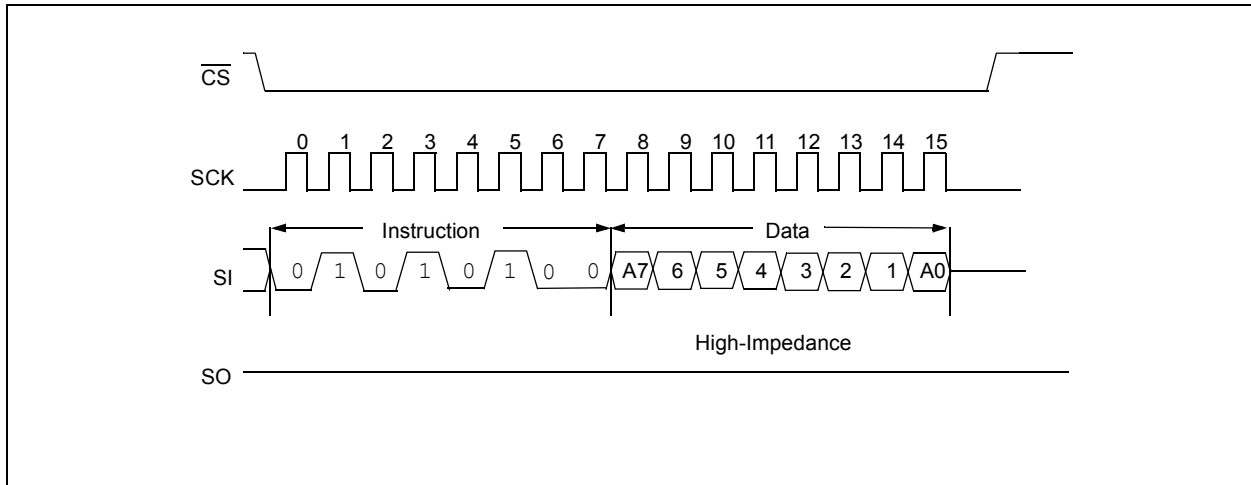 CS
0 1 2 3 4 5 6 7 8 9 10 11 12 13 14 15
SCK
Instruction Data
SI 0 1 0 1 0 1 0 0 A7 6 5 4 3 2 1 A0
High-Impedance
SO